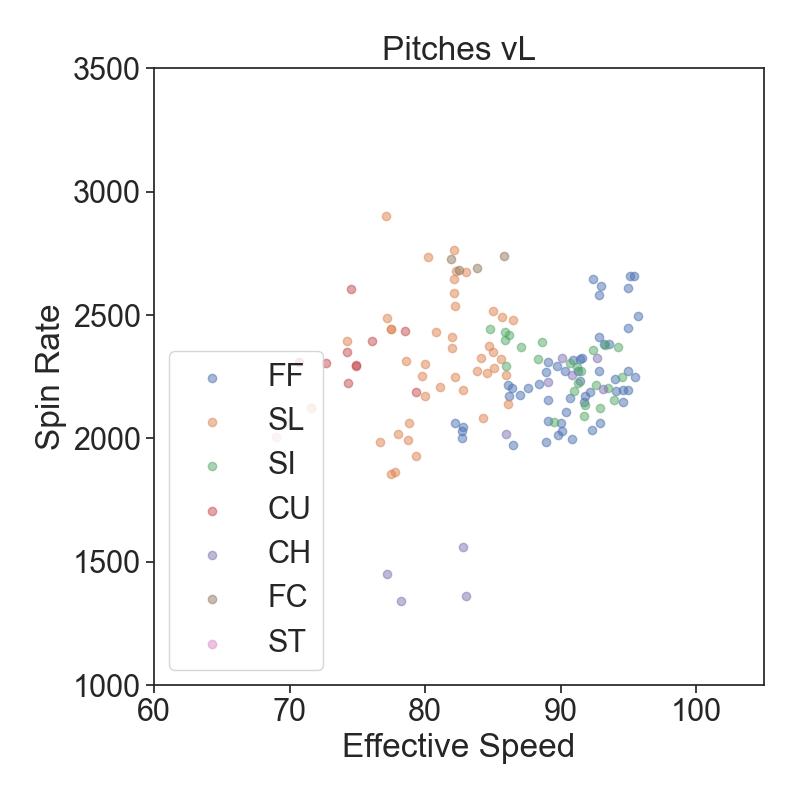 Pitches vL
3500
3000
2500
2000
1500
1000
Spin Rate
FF
SL
SI
CU
CH
FC
ST
60 70 80 90 100
Effective Speed